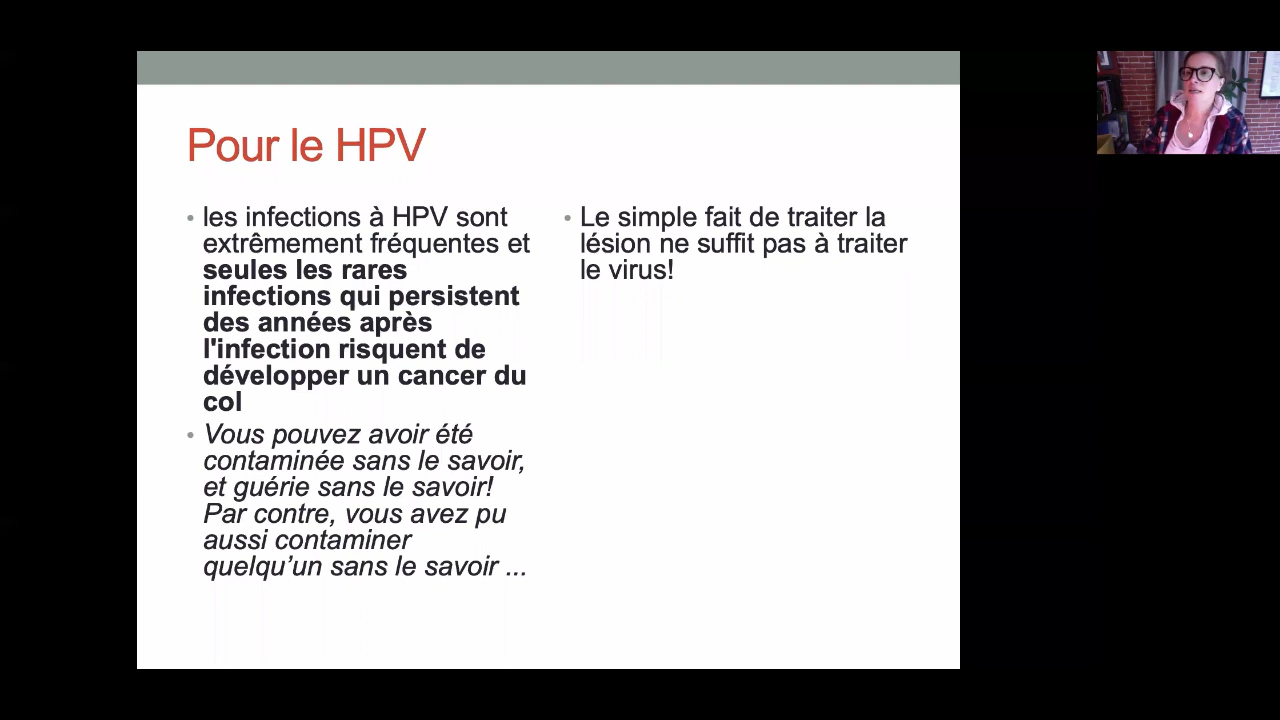 Pour le HPV
• les infections à HPV sont
extrêmement fréquentes et
seules les rares
infections qui persistent
des années après
l'infection risquent de
développer un cancer du
col
• Vous pouvez avoir été
contaminée sans le savoir,
et guérie sans le savoir!
Par contre, vous avez pu
aussi contaminer
quelqu’un sans le savoir ...
• Le simple fait de traiter la
lésion ne suffit pas à traiter
le virus!